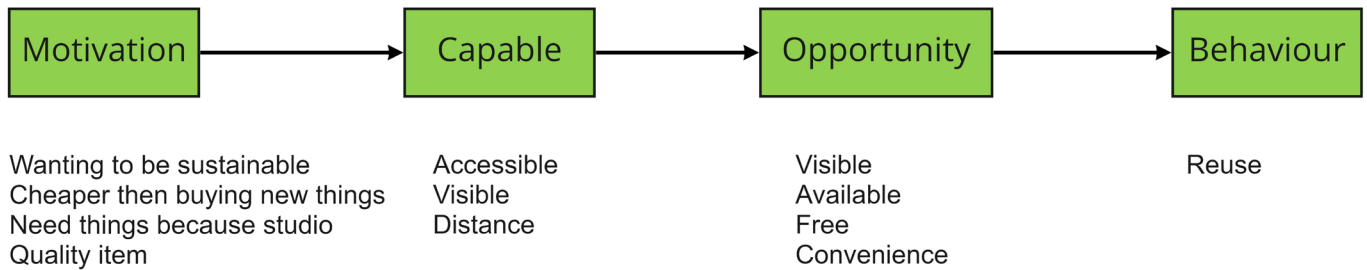 Motivation
Capable
Opportunity
Behaviour
Wanting to be sustainable
Cheaper then buying new things
Need things because studio
Quality item
Accessible
Visible
Distance
Visible
Available
Free
Convenience
Reuse